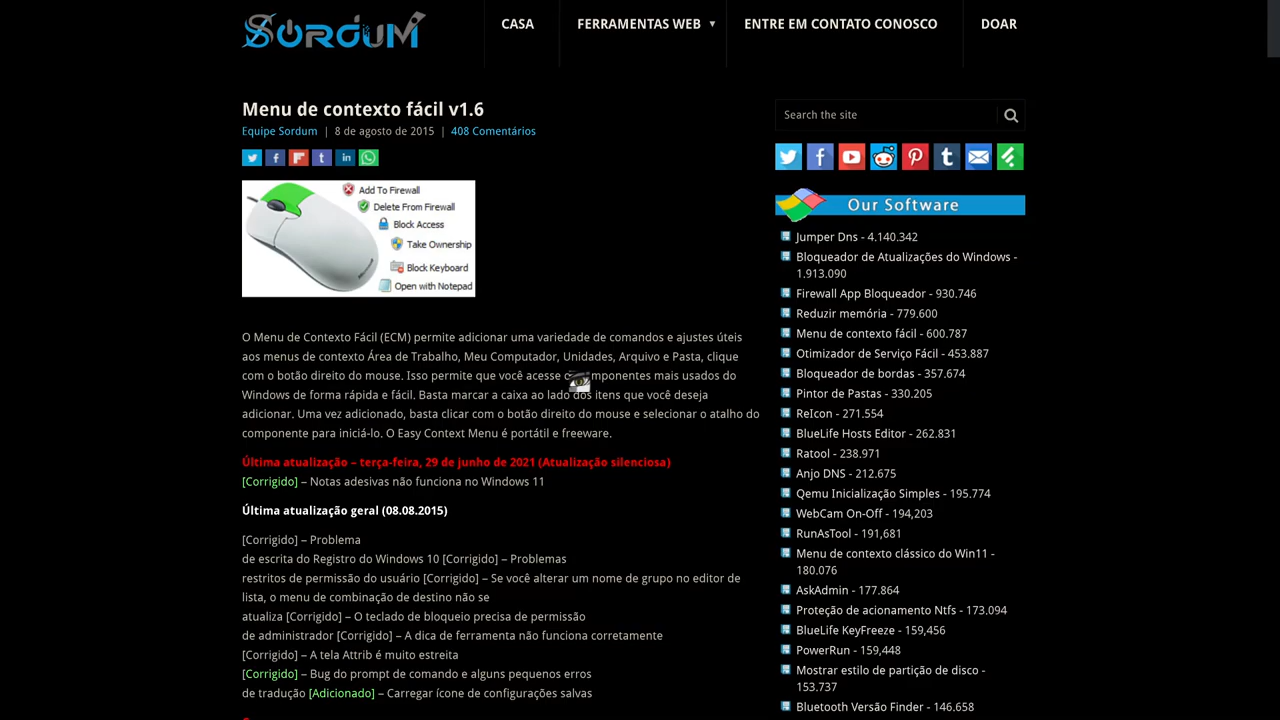 SORDUM
CASA
FERRAMENTAS WEB ▼
ENTRE EM CONTATO CONOSCO
DOAR
Menu de contexto fácil v1.6
Equipe Sordum | 8 de agosto de 2015 | 408 Comentários
Add To Firewall
Delete From Firewall
Block Access
Take Ownership
Block Keyboard
Open with Notepad
Microsoft
O Menu de Contexto Fácil (ECM) permite adicionar uma variedade de comandos e ajustes úteis
aos menus de contexto Área de Trabalho, Meu Computador, Unidades, Arquivo e Pasta, clique
com o botão direito do mouse. Isso permite que você acesse componentes mais usados do
Windows de forma rápida e fácil. Basta marcar a caixa ao lado dos itens que você deseja
adicionar. Uma vez adicionado, basta clicar com o botão direito do mouse e selecionar o atalho do
componente para iniciá-lo. O Easy Context Menu é portátil e freeware.
Última atualização – terça-feira, 29 de junho de 2021 (Atualização silenciosa)
[Corrigido] – Notas adesivas não funciona no Windows 11
Última atualização geral (08.08.2015)
[Corrigido] – Problema
de escrita do Registro do Windows 10 [Corrigido] – Problemas
restritos de permissão do usuário [Corrigido] – Se você alterar um nome de grupo no editor de
lista, o menu de combinação de destino não se
atualiza [Corrigido] – O teclado de bloqueio precisa de permissão
de administrador [Corrigido] – A dica de ferramenta não funciona corretamente
[Corrigido] – A tela Attrib é muito estreita
[Corrigido] – Bug do prompt de comando e alguns pequenos erros
de tradução [Adicionado] – Carregar ícone de configurações salvas
Search the site
Our Software
Jumper Dns - 4.140.342
Bloqueador de Atualizações do Windows -
1.913.090
Firewall App Bloqueador - 930.746
Reduzir memória - 779.600
Menu de contexto fácil - 600.787
Otimizador de Serviço Fácil - 453.887
Bloqueador de bordas - 357.674
Pintor de Pastas - 330.205
ReIcon - 271.554
BlueLife Hosts Editor - 262.831
Ratool - 238.971
Anjo DNS - 212.675
Qemu Inicialização Simples - 195.774
WebCam On-Off - 194,203
RunAsTool - 191,681
Menu de contexto clássico do Win11 -
180.076
AskAdmin - 177.864
Proteção de acionamento Ntfs - 173.094
BlueLife KeyFreeze - 159,456
PowerRun - 159,448
Mostrar estilo de partição de disco -
153.737
Bluetooth Versão Finder - 146.658